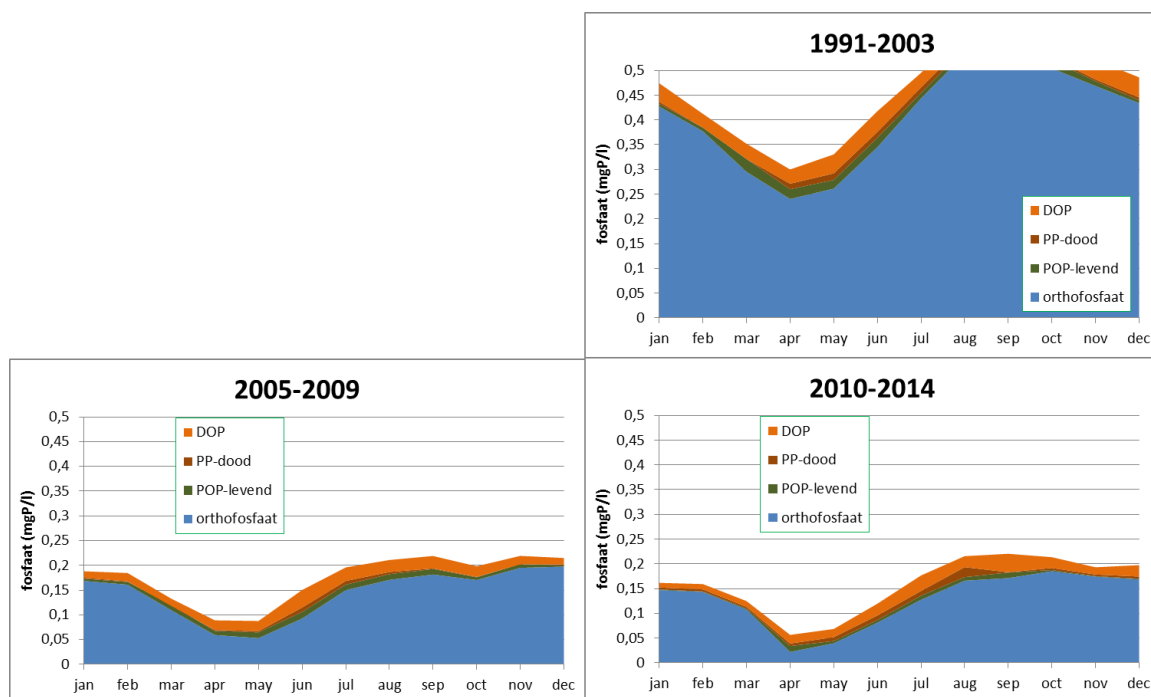 1991-2003
fosfaat (mgP/l)
0,5
0,45
0,4
0,35
0,3
0,25
0,2
0,15
0,1
0,05
0
DOP
PP-dood
POP-levend
orthofosfaat
jan feb mar apr may jun jul aug sep oct nov dec
2005-2009
fosfaat (mgP/l)
0,5
0,45
0,4
0,35
0,3
0,25
0,2
0,15
0,1
0,05
0
DOP
PP-dood
POP-levend
orthofosfaat
jan feb mar apr may jun jul aug sep oct nov dec
2010-2014
fosfaat (mgP/l)
0,5
0,45
0,4
0,35
0,3
0,25
0,2
0,15
0,1
0,05
0
DOP
PP-dood
POP-levend
orthofosfaat
jan feb mar apr may jun jul aug sep oct nov dec